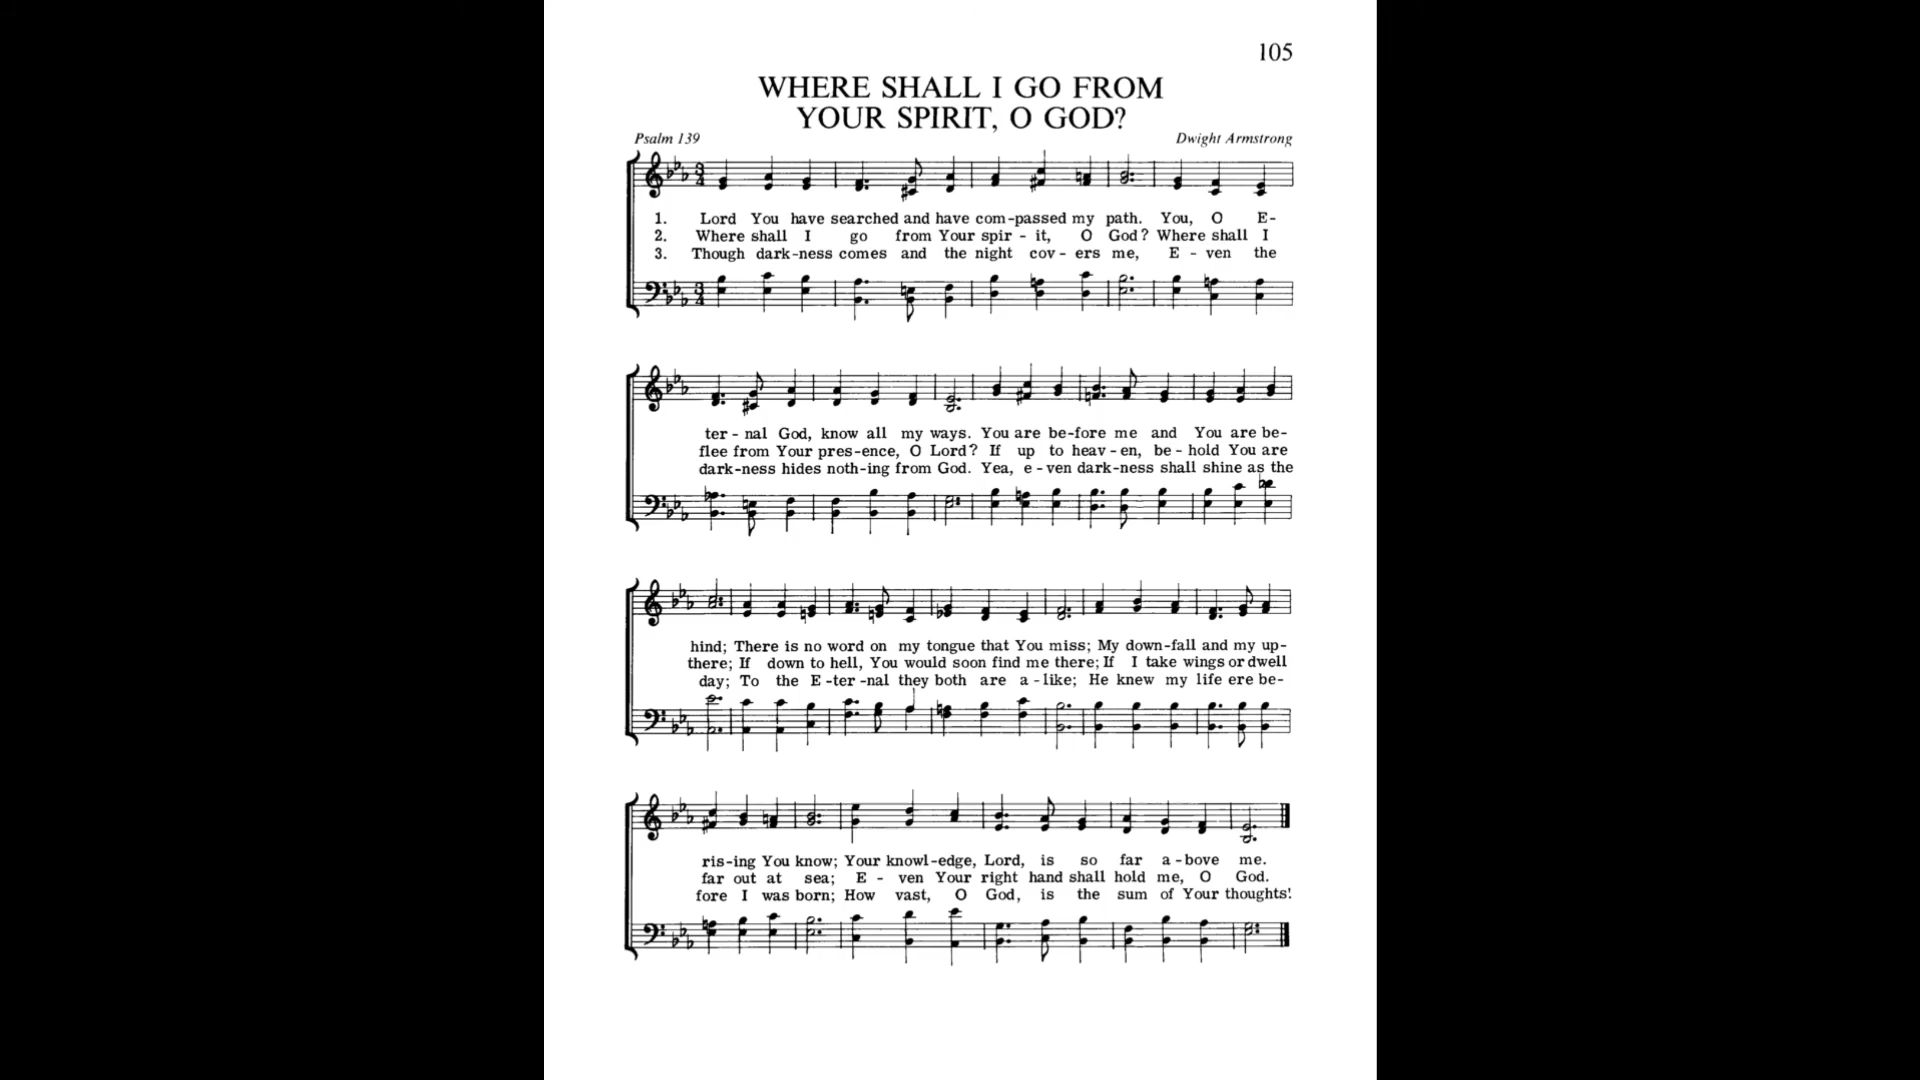 105
WHERE SHALL I GO FROM
YOUR SPIRIT, O GOD?
Psalm 139 Dwight Armstrong
1. Lord You have searched and have com-passed my path. You, O E-
2. Where shall I go from Your spir - it, O God? Where shall I
3. Though dark-ness comes and the night cov - ers me, E - ven the
ter - nal God, know all my ways. You are be-fore me and You are be-
flee from Your pres-ence, O Lord? If up to heav - en, be - hold You are
dark-ness hides noth-ing from God. Yea, e - ven dark-ness shall shine as the
hind; There is no word on my tongue that You miss; My down-fall and my up-
there; If down to hell, You would soon find me there; If I take wings or dwell
day; To the E - ter - nal they both are a - like; He knew my life ere be-
ris-ing You know; Your knowl-edge, Lord, is so far a - bove me.
far out at sea; E - ven Your right hand shall hold me, O God.
fore I was born; How vast, O God, is the sum of Your thoughts!